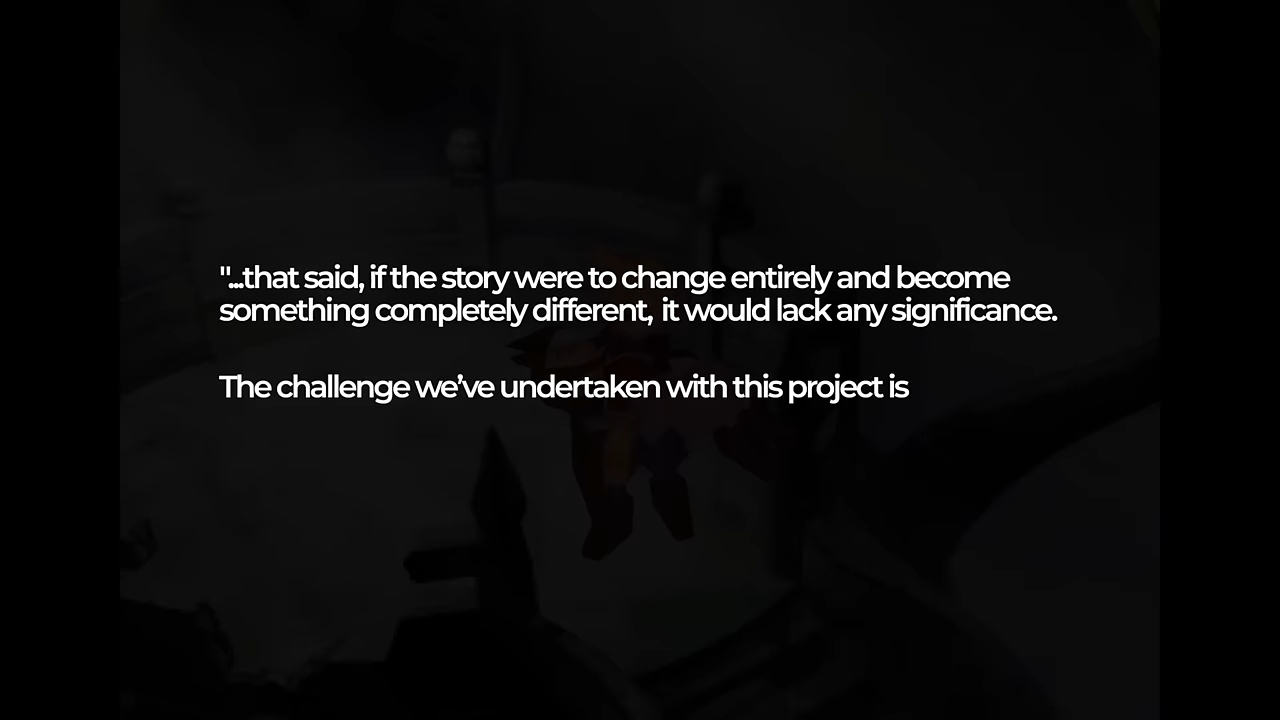 "...that said, if the story were to change entirely and become
something completely different, it would lack any significance.
The challenge we’ve undertaken with this project is